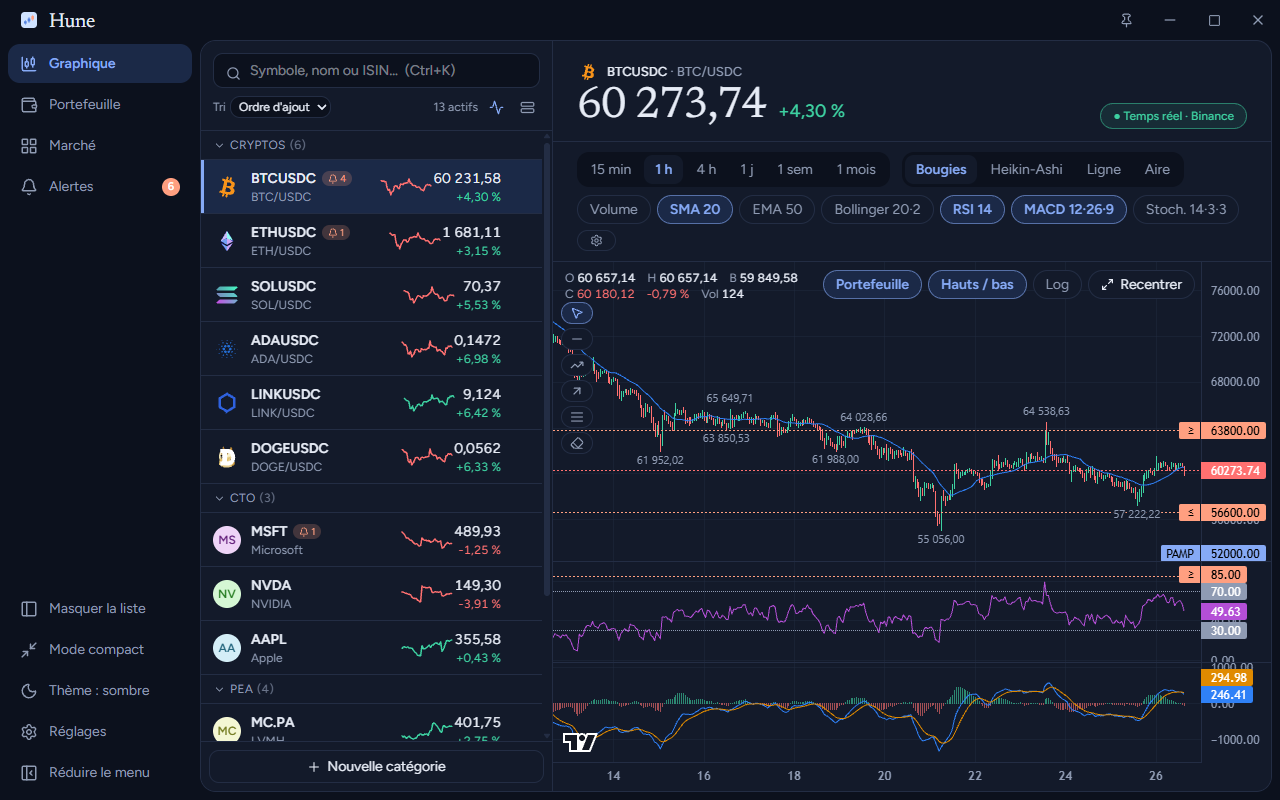 Hune
Graphique
Portefeuille
Marché
Alertes
6
Masquer la liste
Mode compact
Thème : sombre
Réglages
Réduire le menu
Symbole, nom ou ISIN... (Ctrl+K)
Tri Ordre d'ajout 13 actifs
CRYPTOS (6)
BTCUSDC 4 60 231,58
BTC/USDC +4,30 %
ETHUSDC 1 1 681,11
ETH/USDC +3,15 %
SOLUSDC 70,37
SOL/USDC +5,53 %
ADAUSDC 0,1472
ADA/USDC +6,98 %
LINKUSDC 9,124
LINK/USDC +6,42 %
DOGEUSDC 0,0562
DOGE/USDC +6,33 %
CTO (3)
MS MSFT 1 489,93
Microsoft -1,25 %
NV NVDA 149,30
NVIDIA -3,91 %
AA AAPL 355,58
Apple +0,43 %
PEA (4)
MC MC.PA 401,75
LVMH +2,75 %
+ Nouvelle catégorie
BTCUSDC · BTC/USDC
60 273,74 +4,30 %
● Temps réel · Binance
15 min 1 h 4 h 1 j 1 sem 1 mois Bougies Heikin-Ashi Ligne Aire
Volume SMA 20 EMA 50 Bollinger 20·2 RSI 14 MACD 12·26·9 Stoch. 14·3·3
O 60 657,14 H 60 657,14 B 59 849,58
C 60 180,12 -0,79 % Vol 124
Portefeuille Hauts / bas Log Recentrer
76000.00
72000.00
68000.00
65 649,71
64 028,66
64 538,63
≥ 63800.00
63 850,53
61 952,02
61 988,00
60273.74
57 222,22
≤ 56600.00
55 056,00
PAMP 52000.00
≥ 85.00
70.00
49.63
30.00
0.00
1000.00
294.98
246.41
0.00
−1000.00
14 16 18 20 22 24 26